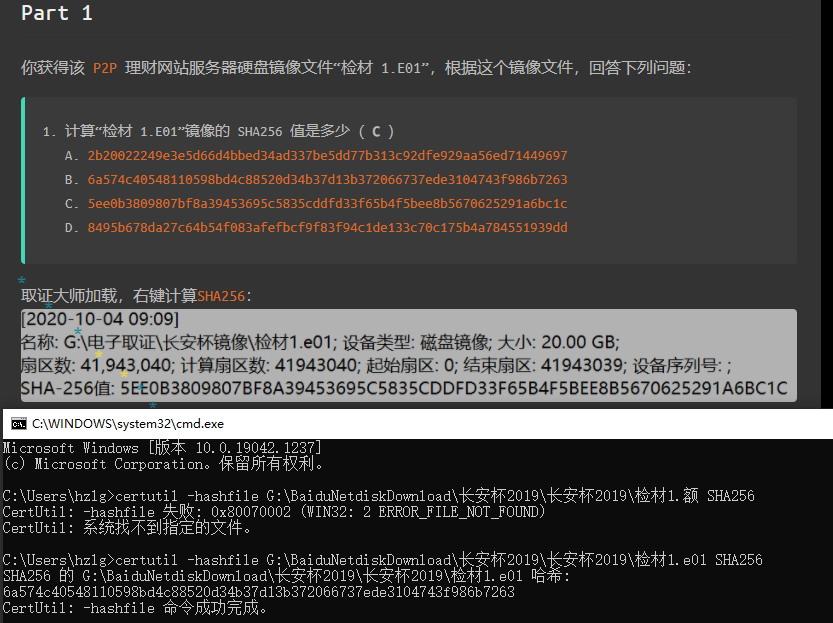 Part 1
你获得该 P2P 理财网站服务器硬盘镜像文件“检材 1.E01”，根据这个镜像文件，回答下列问题：
1. 计算“检材 1.E01”镜像的 SHA256 值是多少 ( C )
A. 2b20022249e3e5d66d4bbed34ad337be5dd77b313c92dfe929aa56ed71449697
B. 6a574c40548110598bd4c88520d34b37d13b372066737ede3104743f986b7263
C. 5ee0b3809807bf8a39453695c5835cddfd33f65b4f5bee8b5670625291a6bc1c
D. 8495b678da27c64b54f083afefbcf9f83f94c1de133c70c175b4a784551939dd
取证大师加载，右键计算SHA256：
[2020-10-04 09:09]
名称: G:\电子取证\长安杯镜像\检材1.e01; 设备类型: 磁盘镜像; 大小: 20.00 GB;
扇区数: 41,943,040; 计算扇区数: 41943040; 起始扇区: 0; 结束扇区: 41943039; 设备序列号: ;
SHA-256值: 5EE0B3809807BF8A39453695C5835CDDFD33F65B4F5BEE8B5670625291A6BC1C
C:\WINDOWS\system32\cmd.exe
Microsoft Windows [版本 10.0.19042.1237]
(c) Microsoft Corporation。保留所有权利。
C:\Users\hzlg>certutil -hashfile G:\BaiduNetdiskDownload\长安杯2019\长安杯2019\检材1.额 SHA256
CertUtil: -hashfile 失败: 0x80070002 (WIN32: 2 ERROR_FILE_NOT_FOUND)
CertUtil: 系统找不到指定的文件。
C:\Users\hzlg>certutil -hashfile G:\BaiduNetdiskDownload\长安杯2019\长安杯2019\检材1.e01 SHA256
SHA256 的 G:\BaiduNetdiskDownload\长安杯2019\长安杯2019\检材1.e01 哈希:
6a574c40548110598bd4c88520d34b37d13b372066737ede3104743f986b7263
CertUtil: -hashfile 命令成功完成。